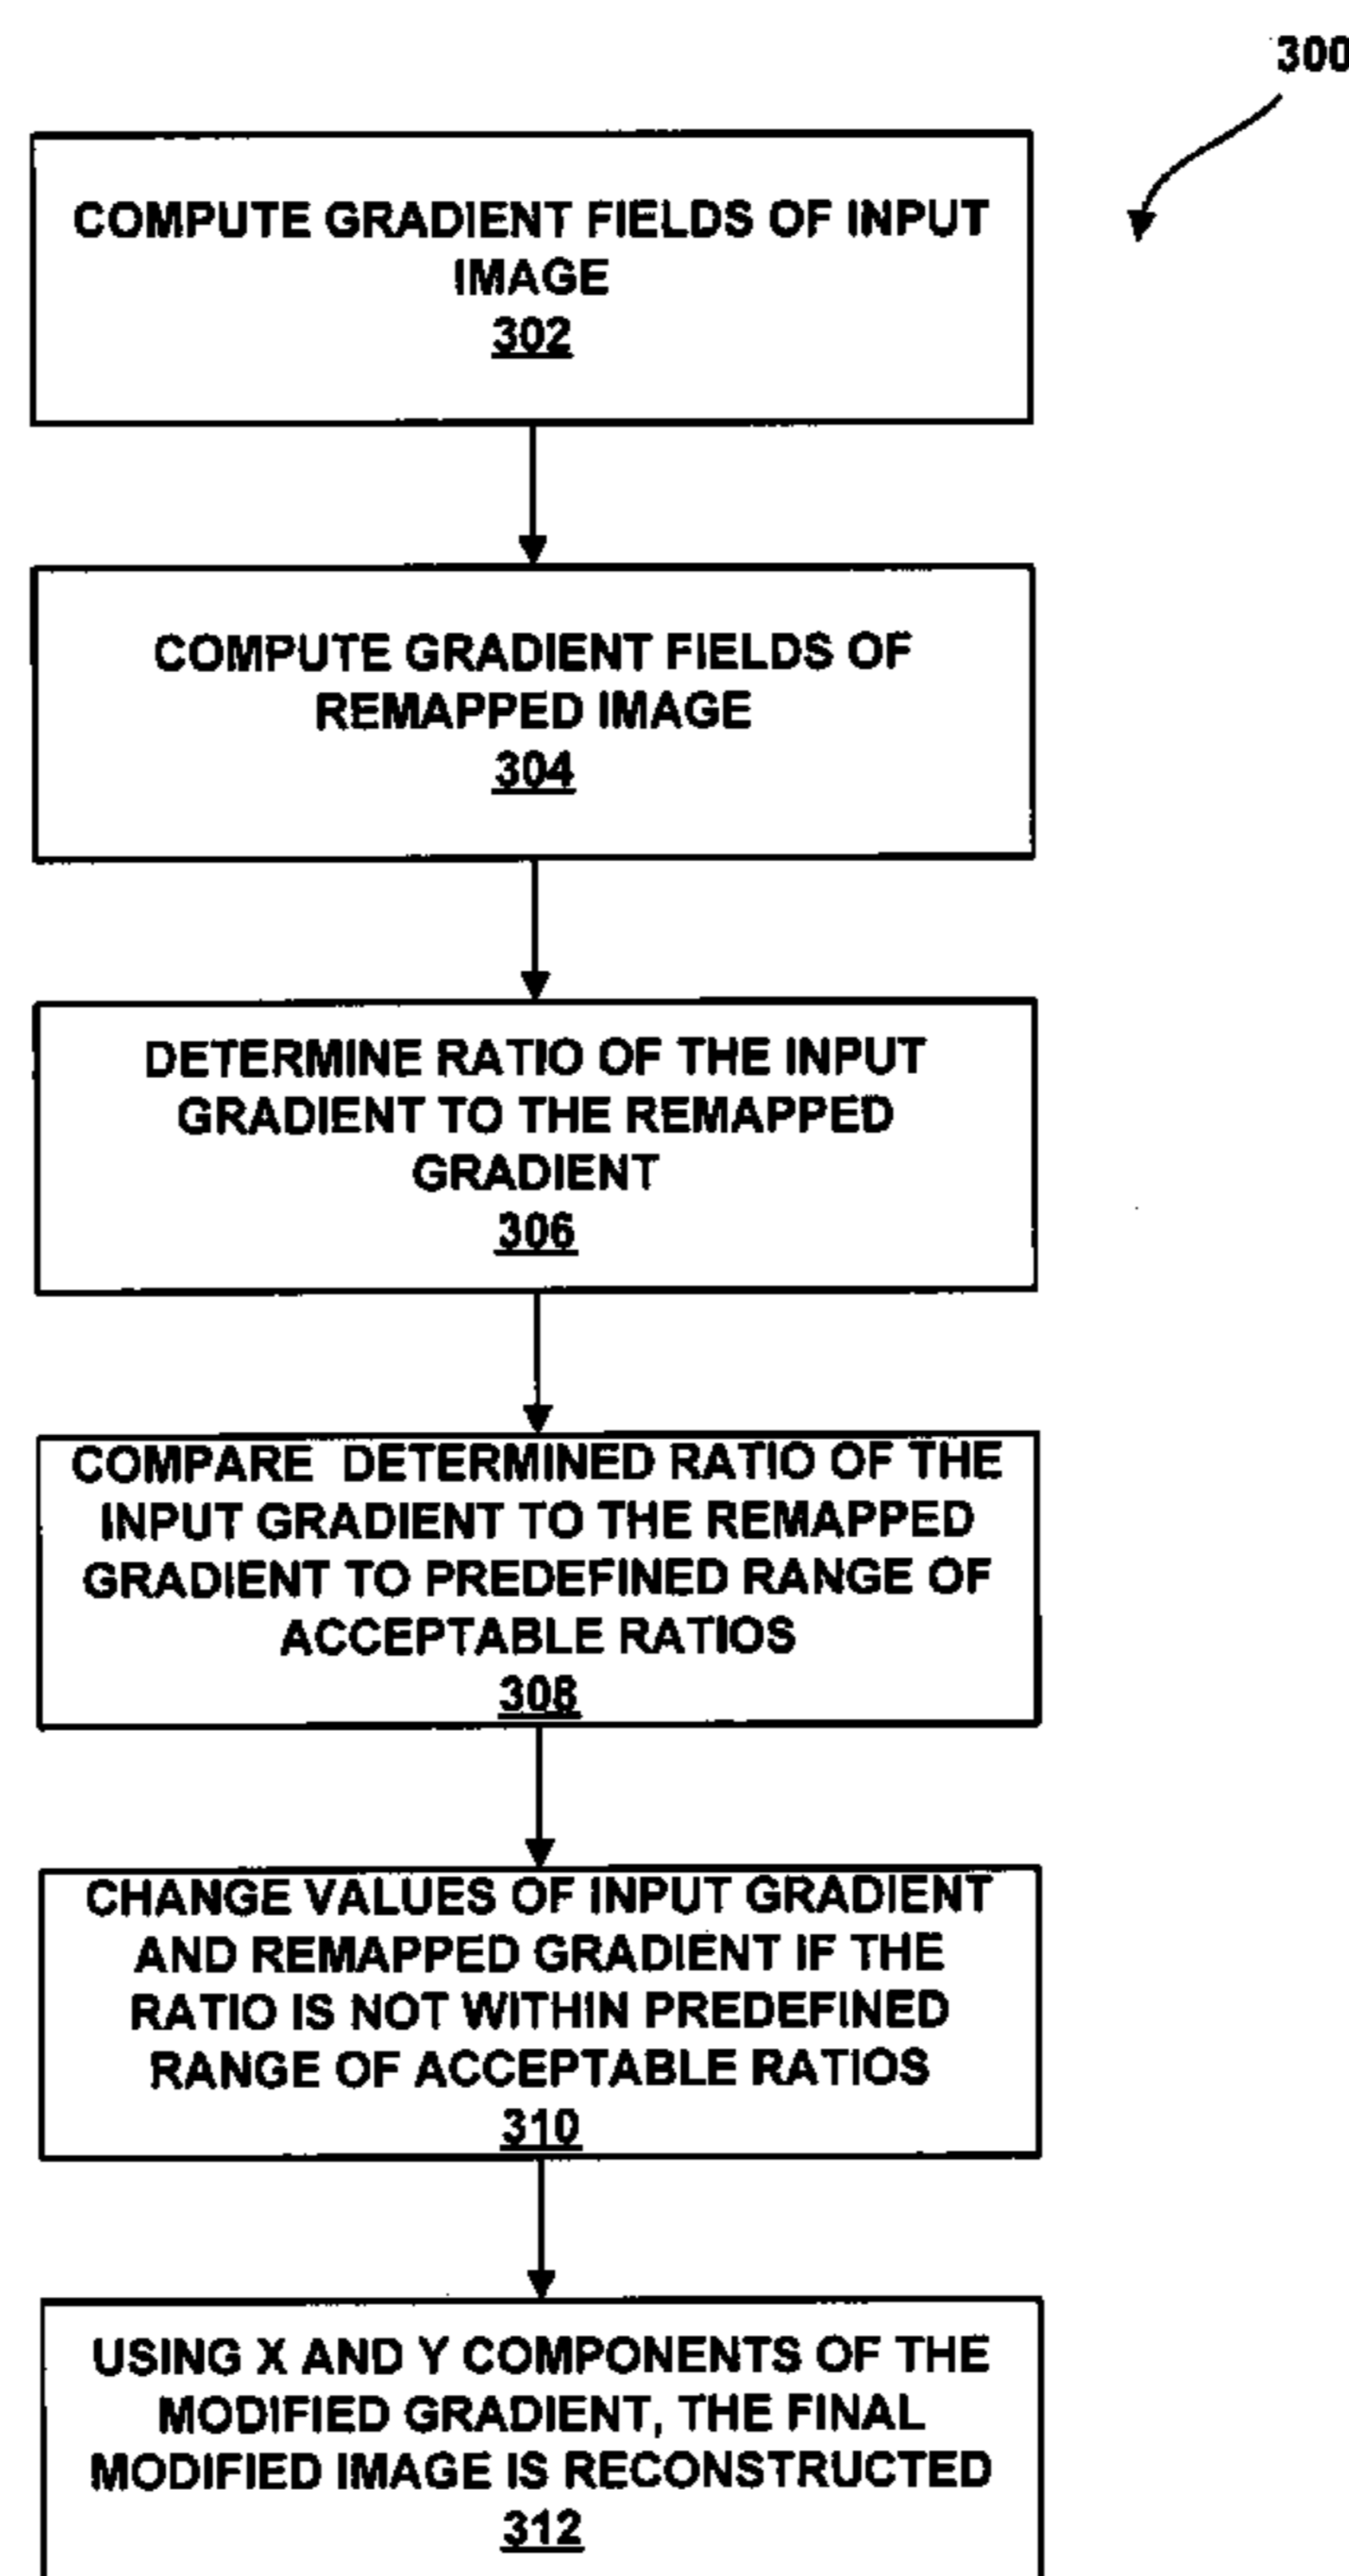 300
COMPUTE GRADIENT FIELDS OF INPUT
IMAGE
302
COMPUTE GRADIENT FIELDS OF
REMAPPED IMAGE
304
DETERMINE RATIO OF THE INPUT
GRADIENT TO THE REMAPPED
GRADIENT
306
COMPARE DETERMINED RATIO OF THE
INPUT GRADIENT TO THE REMAPPED
GRADIENT TO PREDEFINED RANGE OF
ACCEPTABLE RATIOS
308
CHANGE VALUES OF INPUT GRADIENT
AND REMAPPED GRADIENT IF THE
RATIO IS NOT WITHIN PREDEFINED
RANGE OF ACCEPTABLE RATIOS
310
USING X AND Y COMPONENTS OF THE
MODIFIED GRADIENT, THE FINAL
MODIFIED IMAGE IS RECONSTRUCTED
312